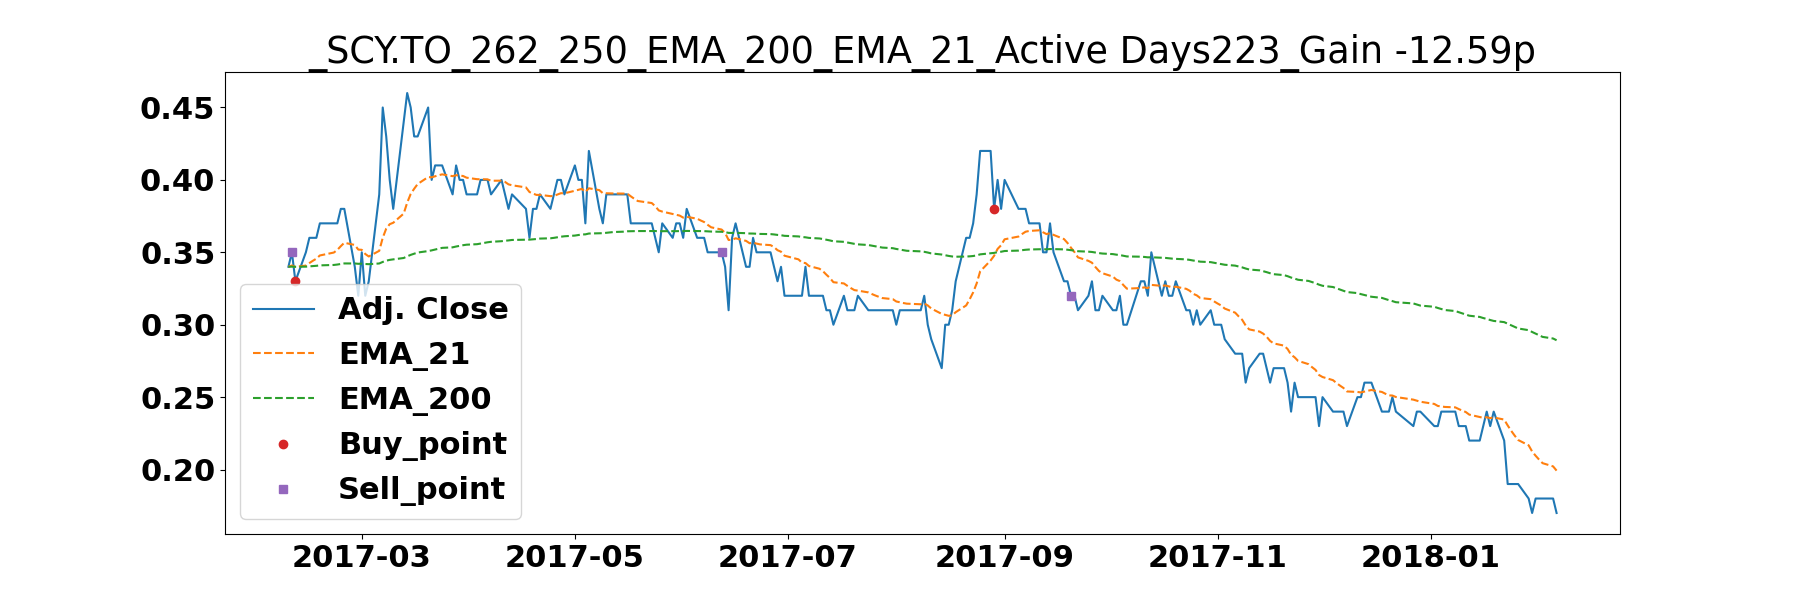 _SCY.TO_262_250_EMA_200_EMA_21_Active Days223_Gain -12.59p
0.45
0.40
0.35
0.30
0.25
0.20
Adj. Close
EMA_21
EMA_200
Buy_point
Sell_point
2017-03 2017-05 2017-07 2017-09 2017-11 2018-01